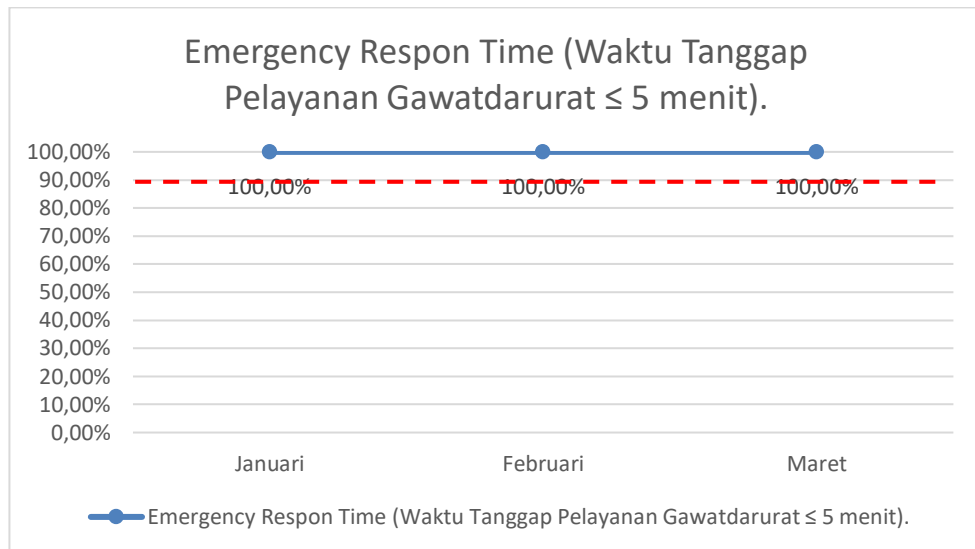 Emergency Respon Time (Waktu Tanggap
Pelayanan Gawatdarurat ≤ 5 menit).
100,00%
90,00%
80,00%
70,00%
60,00%
50,00%
40,00%
30,00%
20,00%
10,00%
0,00%
100,00% 100,00% 100,00%
Januari Februari Maret
Emergency Respon Time (Waktu Tanggap Pelayanan Gawatdarurat ≤ 5 menit).